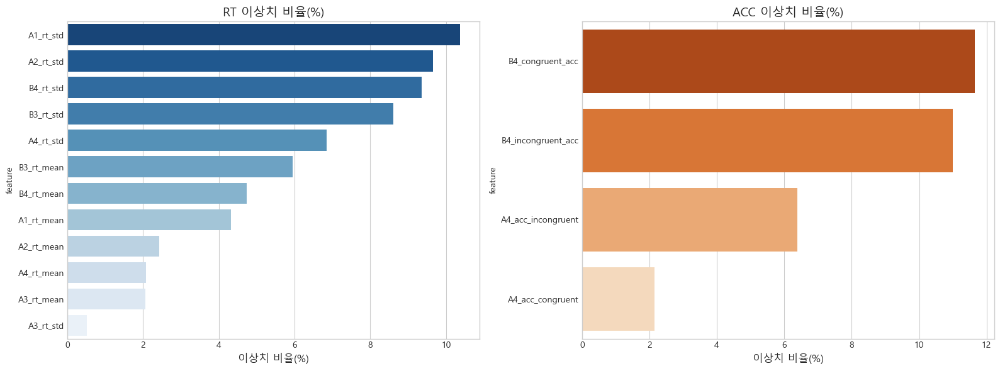 RT 이상치 비율(%)
feature
A1_rt_std
A2_rt_std
B4_rt_std
B3_rt_std
A4_rt_std
B3_rt_mean
B4_rt_mean
A1_rt_mean
A2_rt_mean
A4_rt_mean
A3_rt_mean
A3_rt_std
0 2 4 6 8 10
이상치 비율(%)
ACC 이상치 비율(%)
feature
B4_congruent_acc
B4_incongruent_acc
A4_acc_incongruent
A4_acc_congruent
0 2 4 6 8 10 12
이상치 비율(%)